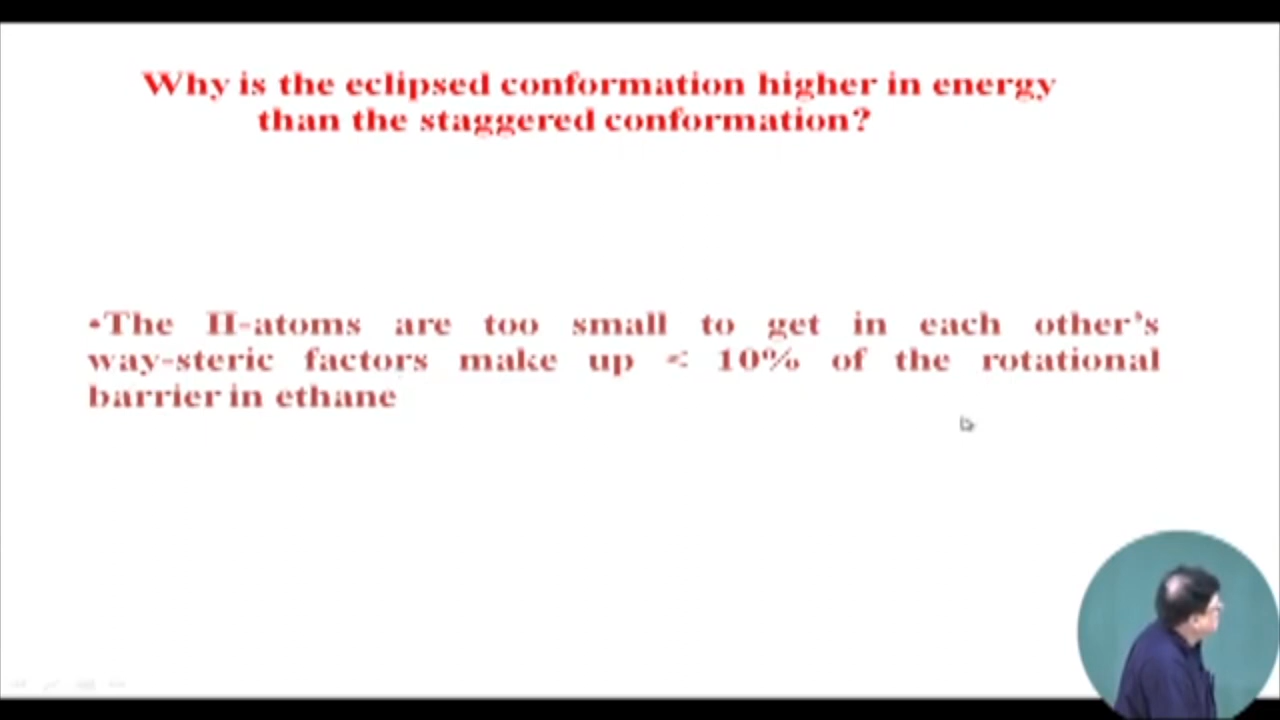 Why is the eclipsed conformation higher in energy
than the staggered conformation?
•The H-atoms are too small to get in each other's
way-steric factors make up < 10% of the rotational
barrier in ethane